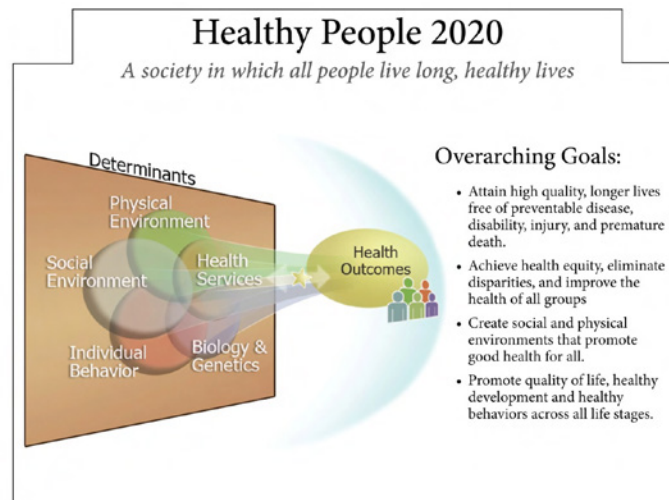 Healthy People 2020
A society in which all people live long, healthy lives
Determinants
Physical
Environment
Social
Environment
Health
Services
Individual
Behavior
Biology &
Genetics
Health
Outcomes
Overarching Goals:
• Attain high quality, longer lives
free of preventable disease,
disability, injury, and premature
death.
• Achieve health equity, eliminate
disparities, and improve the
health of all groups
• Create social and physical
environments that promote
good health for all.
• Promote quality of life, healthy
development and healthy
behaviors across all life stages.